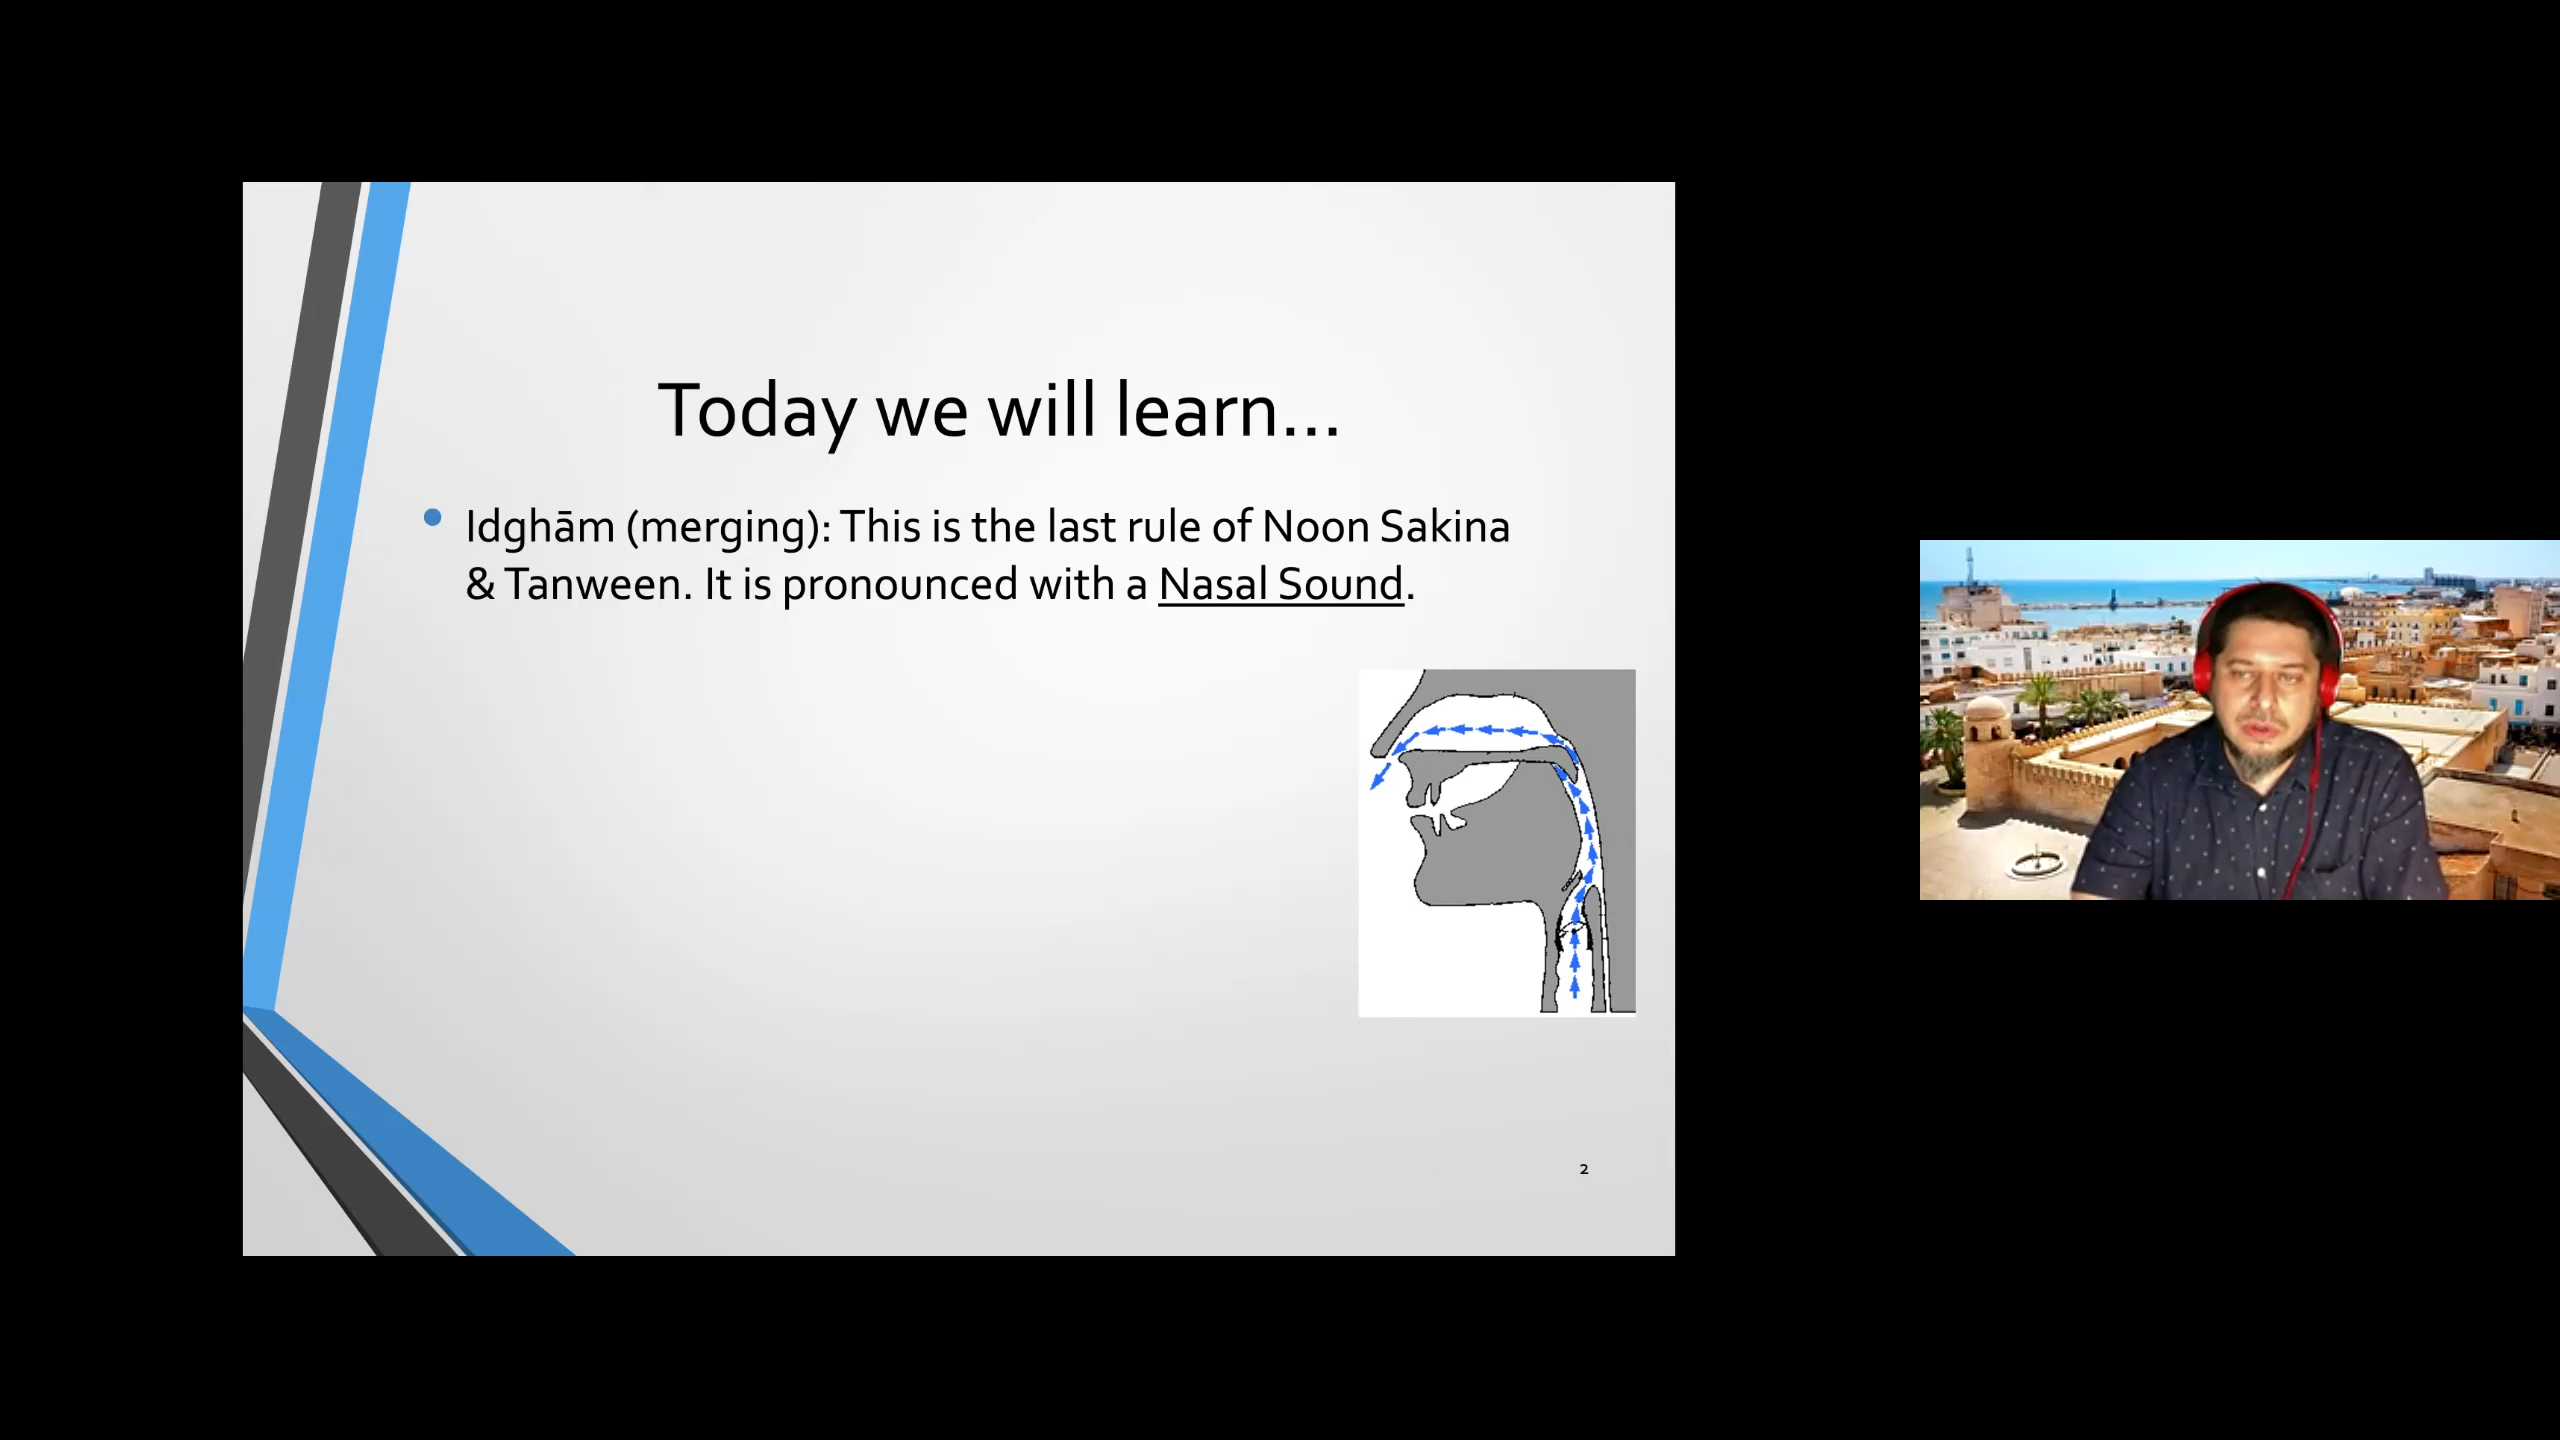 Today we will learn...
• Idghām (merging): This is the last rule of Noon Sakina
& Tanween. It is pronounced with a Nasal Sound.
2